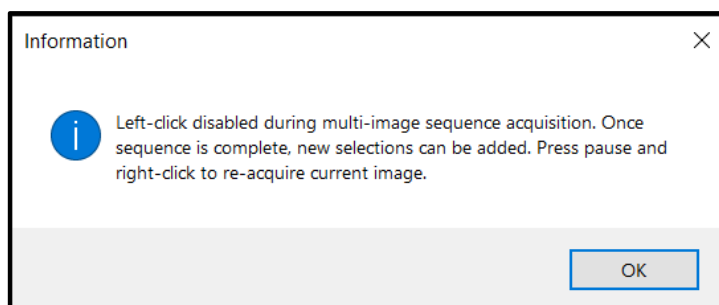 Information
Left-click disabled during multi-image sequence acquisition. Once
sequence is complete, new selections can be added. Press pause and
right-click to re-acquire current image.
OK